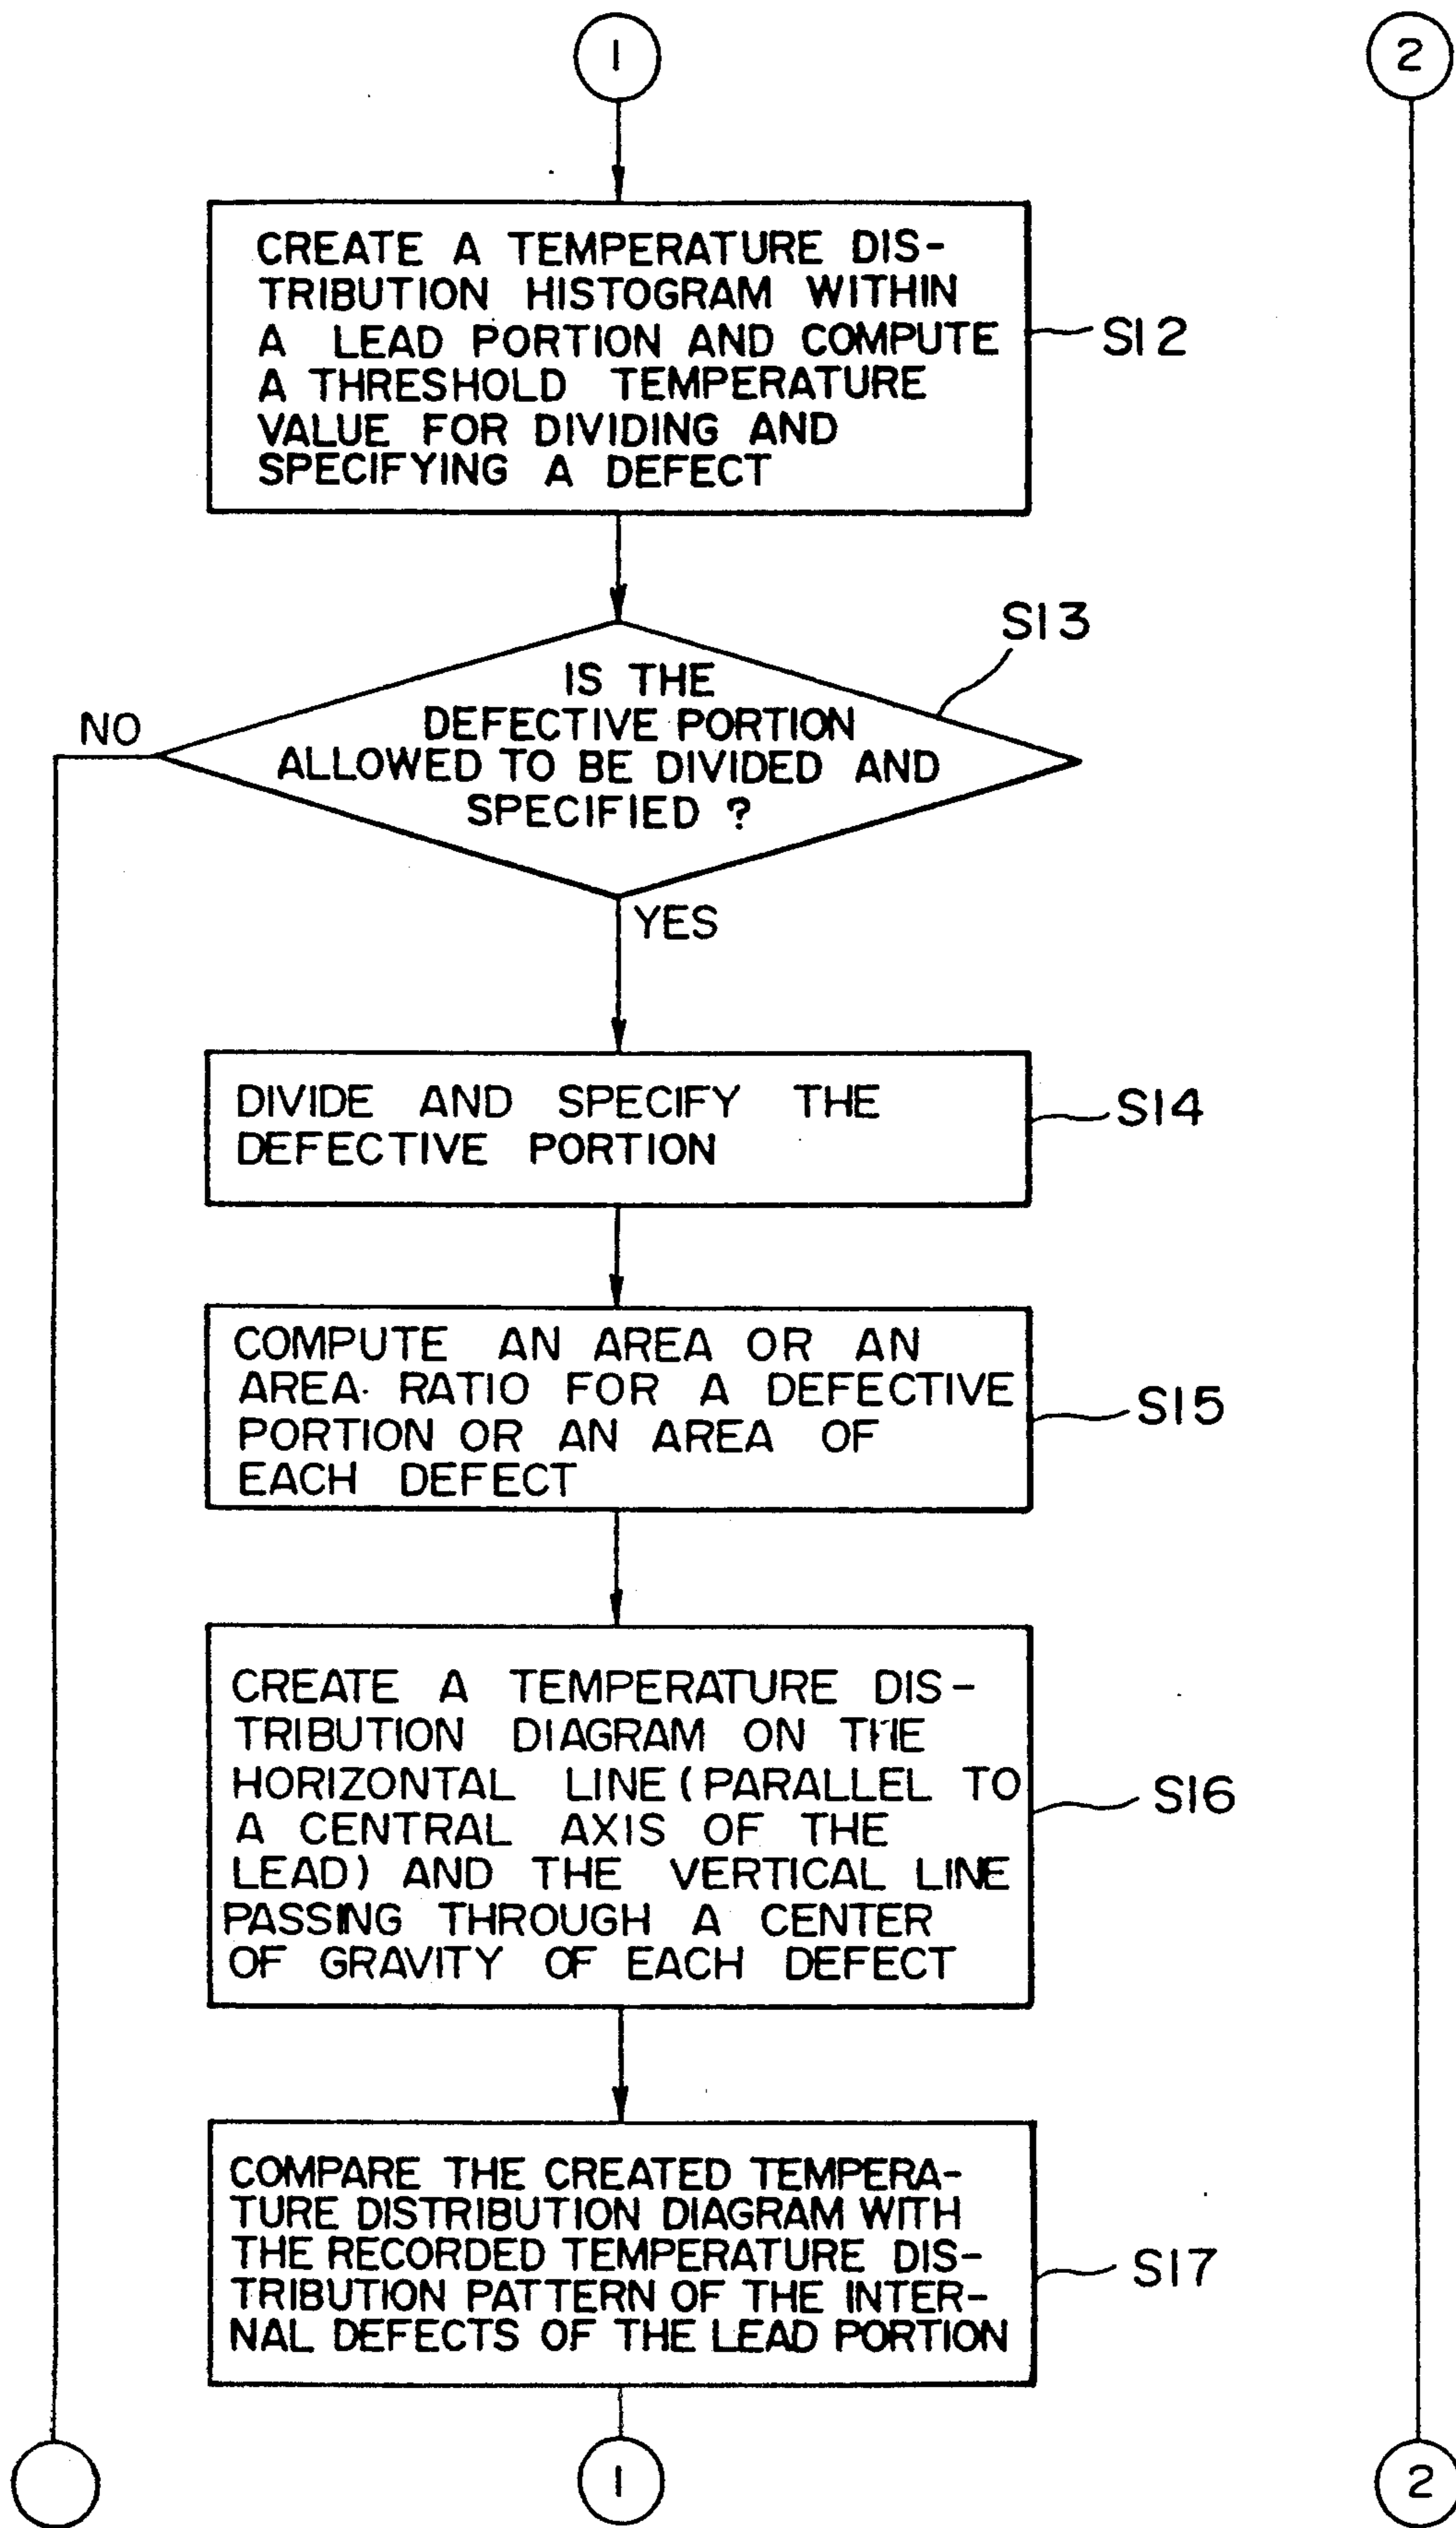 1
2
CREATE A TEMPERATURE DIS-
TRIBUTION HISTOGRAM WITHIN
A LEAD PORTION AND COMPUTE
A THRESHOLD TEMPERATURE
VALUE FOR DIVIDING AND
SPECIFYING A DEFECT
S12
S13
IS THE
DEFECTIVE PORTION
ALLOWED TO BE DIVIDED AND
SPECIFIED ?
NO
YES
DIVIDE AND SPECIFY THE
DEFECTIVE PORTION
S14
COMPUTE AN AREA OR AN
AREA RATIO FOR A DEFECTIVE
PORTION OR AN AREA OF
EACH DEFECT
S15
CREATE A TEMPERATURE DIS-
TRIBUTION DIAGRAM ON THE
HORIZONTAL LINE (PARALLEL TO
A CENTRAL AXIS OF THE
LEAD) AND THE VERTICAL LINE
PASSING THROUGH A CENTER
OF GRAVITY OF EACH DEFECT
S16
COMPARE THE CREATED TEMPERA-
TURE DISTRIBUTION DIAGRAM WITH
THE RECORDED TEMPERATURE DIS-
TRIBUTION PATTERN OF THE INTER-
NAL DEFECTS OF THE LEAD PORTION
S17
1
2